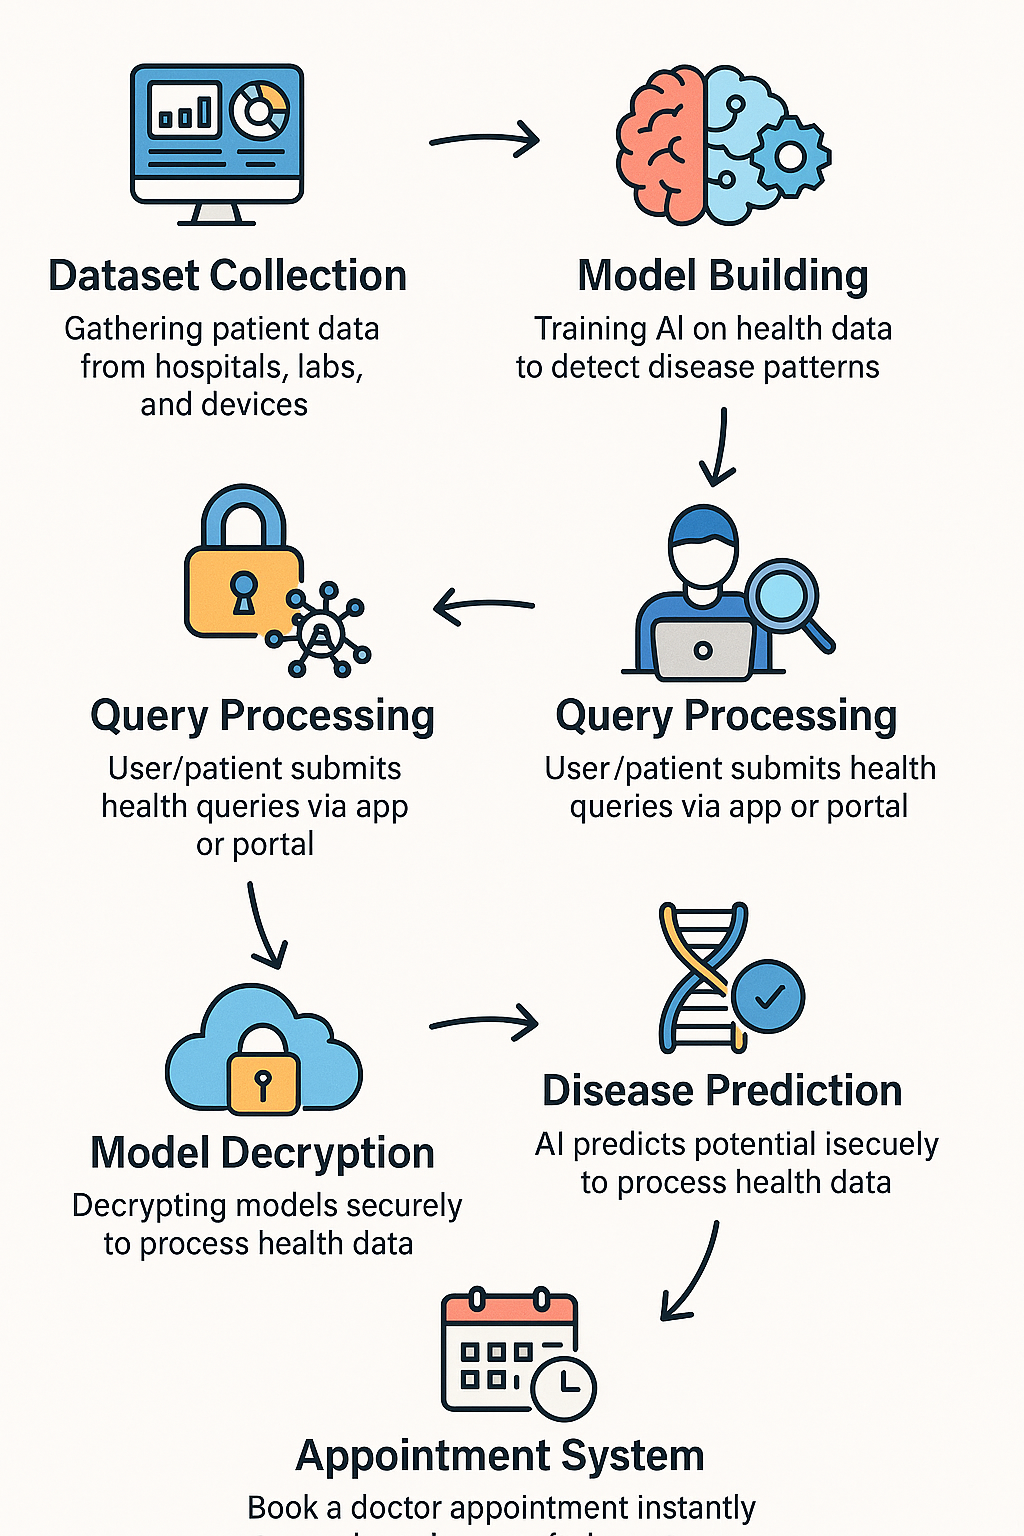 Dataset Collection
Gathering patient data
from hospitals, labs,
and devices
Model Building
Training AI on health data
to detect disease patterns
Query Processing
User/patient submits
health queries via app
or portal
Query Processing
User/patient submits health
queries via app or portal
Model Decryption
Decrypting models securely
to process health data
Disease Prediction
AI predicts potential isecuely
to process health data
Appointment System
Book a doctor appointment instantly